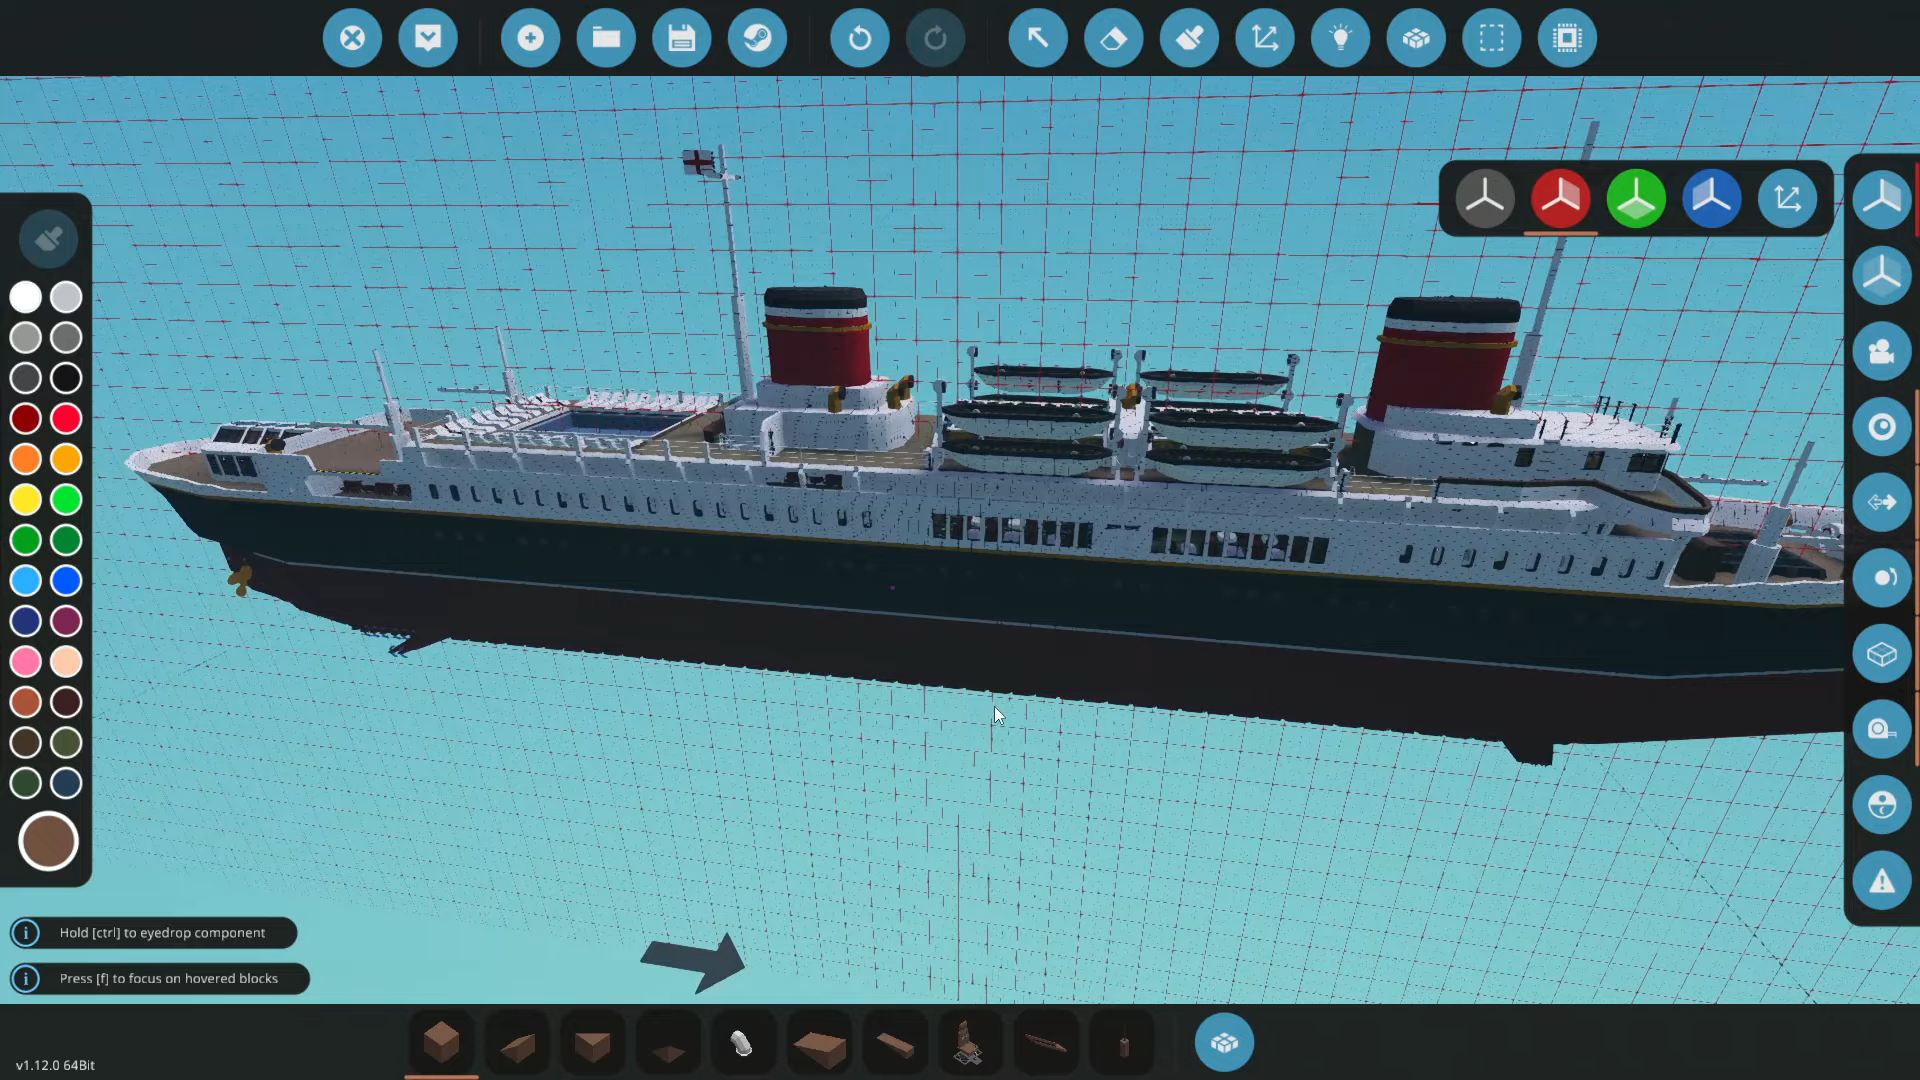 Hold [ctrl] to eyedrop component
Press [f] to focus on hovered blocks
v1.12.0 64Bit